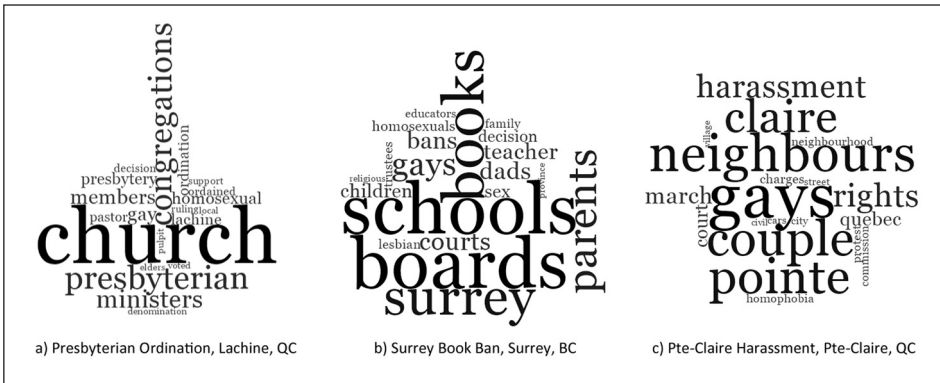 congregations
ordination
decision
presbytery
support
ordained
members
homosexual
pastor
gay
ruling
local
lachine
pulpit
church
elders
voted
presbyterian
ministers
denomination
a) Presbyterian Ordination, Lachine, QC
books
educators
family
homosexuals
decision
bans
teacher
trustees
gays
dads
province
religious
children
sex
schools
parents
lesbian
courts
boards
surrey
b) Surrey Book Ban, Surrey, BC
harassment
claire
village
neighbourhood
neighbours
charges
street
march
gays
rights
court
civil
cars
city
quebec
couple
protest
commission
pointe
homophobia
c) Pte-Claire Harassment, Pte-Claire, QC